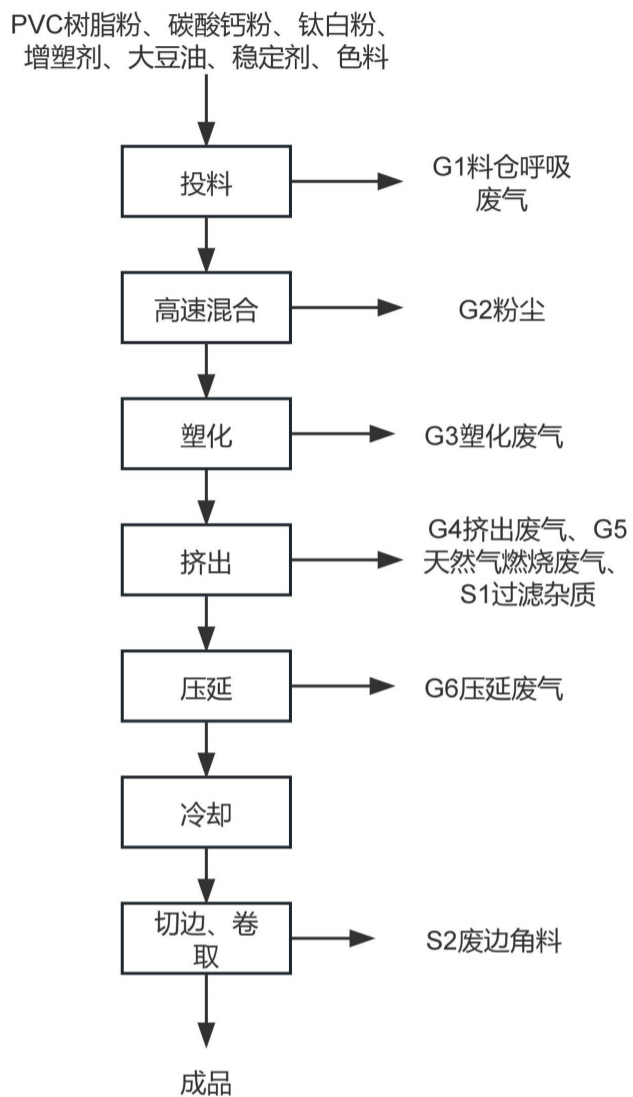 PVC树脂粉、碳酸钙粉、钛白粉、
增塑剂、大豆油、稳定剂、色料
投料
G1料仓呼吸
废气
高速混合
G2粉尘
塑化
G3塑化废气
挤出
G4挤出废气、G5
天然气燃烧废气、
S1过滤杂质
压延
G6压延废气
冷却
切边、卷
取
S2废边角料
成品